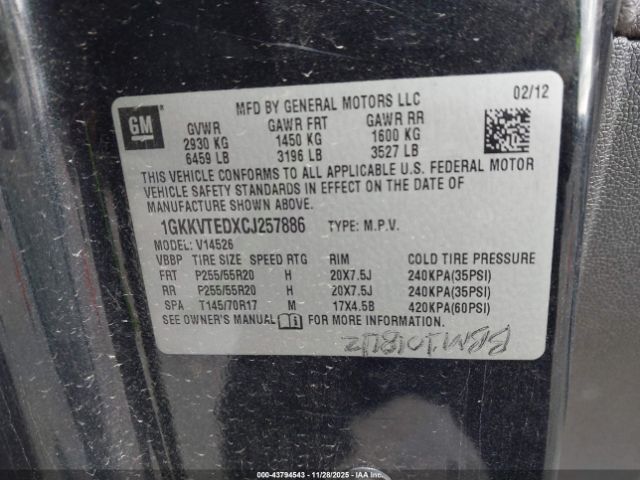 GM
MFD BY GENERAL MOTORS LLC 02/12
GVWR GAWR FRT GAWR RR
2930 KG 1450 KG 1600 KG
6459 LB 3196 LB 3527 LB
THIS VEHICLE CONFORMS TO ALL APPLICABLE U.S. FEDERAL MOTOR
VEHICLE SAFETY STANDARDS IN EFFECT ON THE DATE OF
MANUFACTURE SHOWN ABOVE.
1GKKVTEDXCJ257886 TYPE: M.P.V.
MODEL: V14526
VBBP TIRE SIZE SPEED RTG RIM COLD TIRE PRESSURE
FRT P255/55R20 H 20X7.5J 240KPA(35PSI)
RR P255/55R20 H 20X7.5J 240KPA(35PSI)
SPA T145/70R17 M 17X4.5B 420KPA(60PSI)
SEE OWNER'S MANUAL FOR MORE INFORMATION.
000-43794543 | 11/28/2025 - IAA Inc.